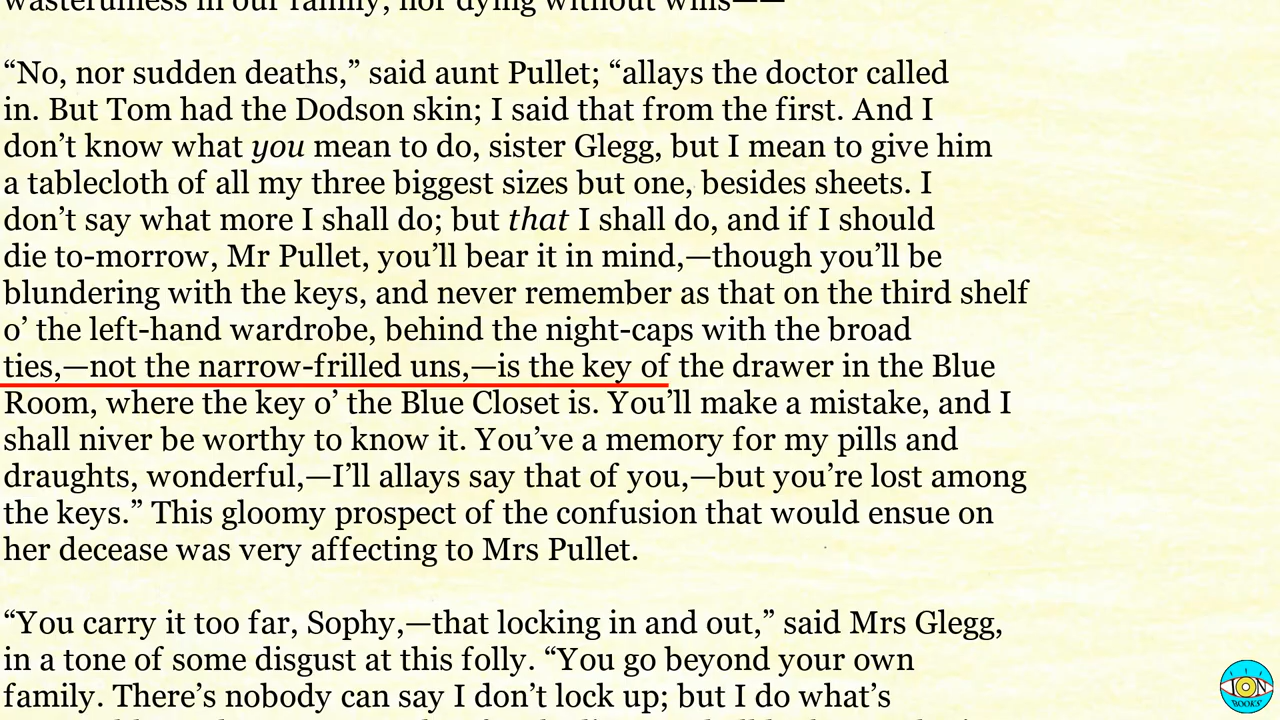 wastefulness in our family, nor dying without wills——
“No, nor sudden deaths,” said aunt Pullet; “allays the doctor called
in. But Tom had the Dodson skin; I said that from the first. And I
don’t know what you mean to do, sister Glegg, but I mean to give him
a tablecloth of all my three biggest sizes but one, besides sheets. I
don’t say what more I shall do; but that I shall do, and if I should
die to-morrow, Mr Pullet, you’ll bear it in mind,—though you’ll be
blundering with the keys, and never remember as that on the third shelf
o’ the left-hand wardrobe, behind the night-caps with the broad
ties,—not the narrow-frilled uns,—is the key of the drawer in the Blue
Room, where the key o’ the Blue Closet is. You’ll make a mistake, and I
shall niver be worthy to know it. You’ve a memory for my pills and
draughts, wonderful,—I’ll allays say that of you,—but you’re lost among
the keys.” This gloomy prospect of the confusion that would ensue on
her decease was very affecting to Mrs Pullet.
“You carry it too far, Sophy,—that locking in and out,” said Mrs Glegg,
in a tone of some disgust at this folly. “You go beyond your own
family. There’s nobody can say I don’t lock up; but I do what’s
ION
BOOKS